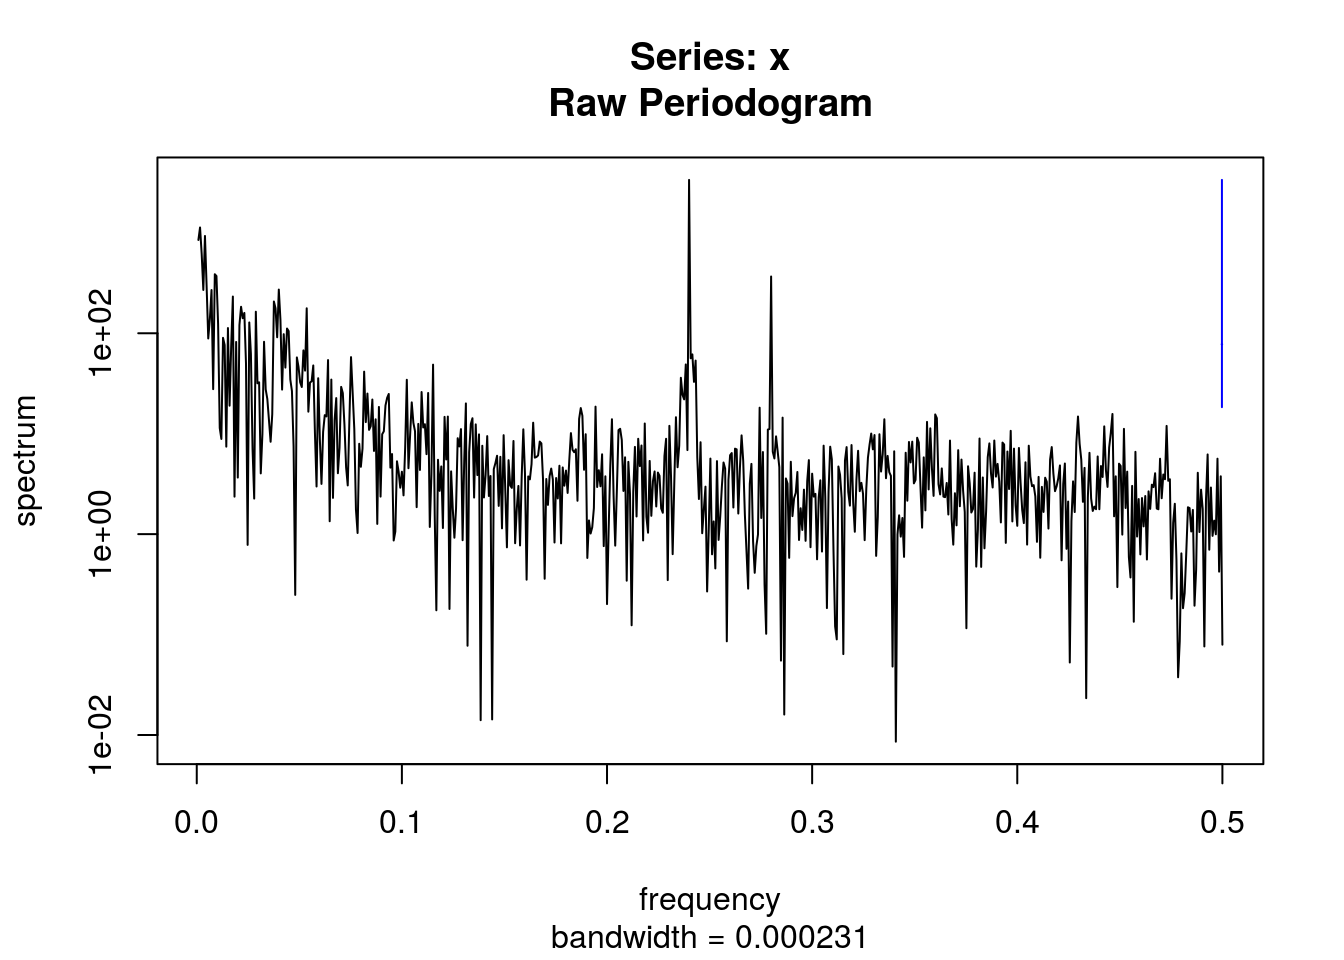 Series: x
Raw Periodogram
spectrum
1e+02
1e+00
1e-02
0.0 0.1 0.2 0.3 0.4 0.5
frequency
bandwidth = 0.000231